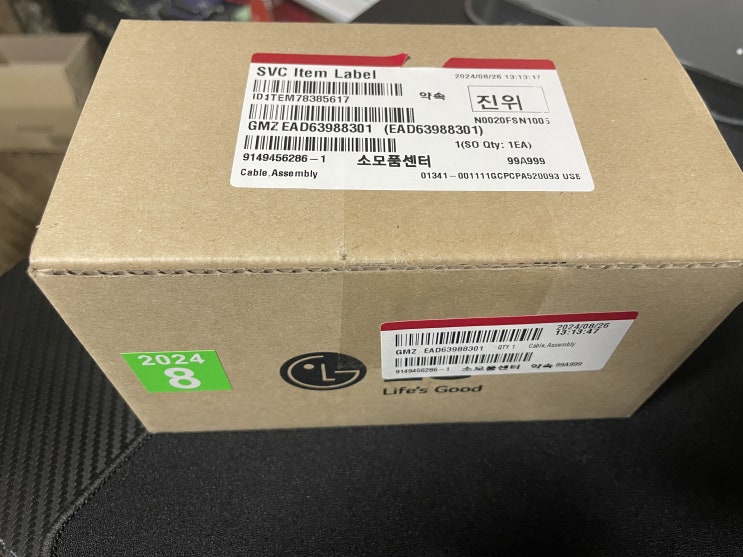 SVC Item Label
2024/08/26 13:13:17
ID1TEM78385617
약속
진위
N0020FSN1005
GMZ EAD63988301 (EAD63988301)
1(SO Qty: 1EA)
9149456286-1 소모품센터 99A999
Cable,Assembly 01341-001111GCPCPA520093 USE
2024
8
LG
Life's Good
2024/08/26
13:13:47
GMZ EAD63988301 QTY 1 Cable,Assembly
9149456286-1 소모품센터 약속 99A999